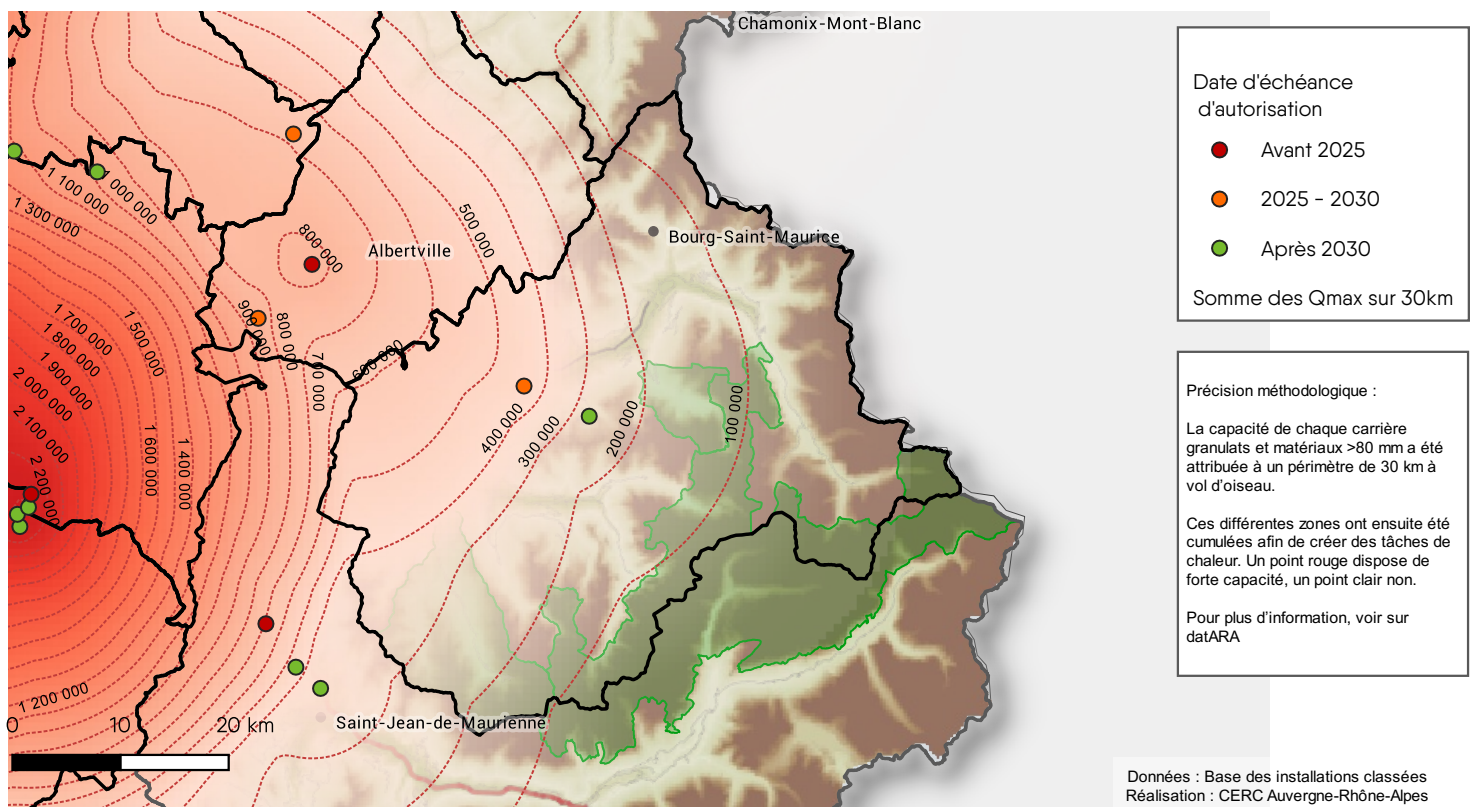 Chamonix-Mont-Blanc
1 100 000
1 000 000
1 300 000
500 000
800 000
Albertville
Bourg-Saint-Maurice
900 000
800 000
700 000
600 000
1 700 000
1 800 000
1 900 000
2 000 000
2 100 000
2 200 000
1 500 000
1 600 000
1 400 000
400 000
300 000
200 000
100 000
1 200 000
0 10 20 km
Saint-Jean-de-Maurienne
Date d'échéance
d'autorisation
Avant 2025
2025 - 2030
Après 2030
Somme des Qmax sur 30km
Précision méthodologique :
La capacité de chaque carrière
granulats et matériaux >80 mm a été
attribuée à un périmètre de 30 km à
vol d’oiseau.
Ces différentes zones ont ensuite été
cumulées afin de créer des tâches de
chaleur. Un point rouge dispose de
forte capacité, un point clair non.
Pour plus d’information, voir sur
datARA
Données : Base des installations classées
Réalisation : CERC Auvergne-Rhône-Alpes